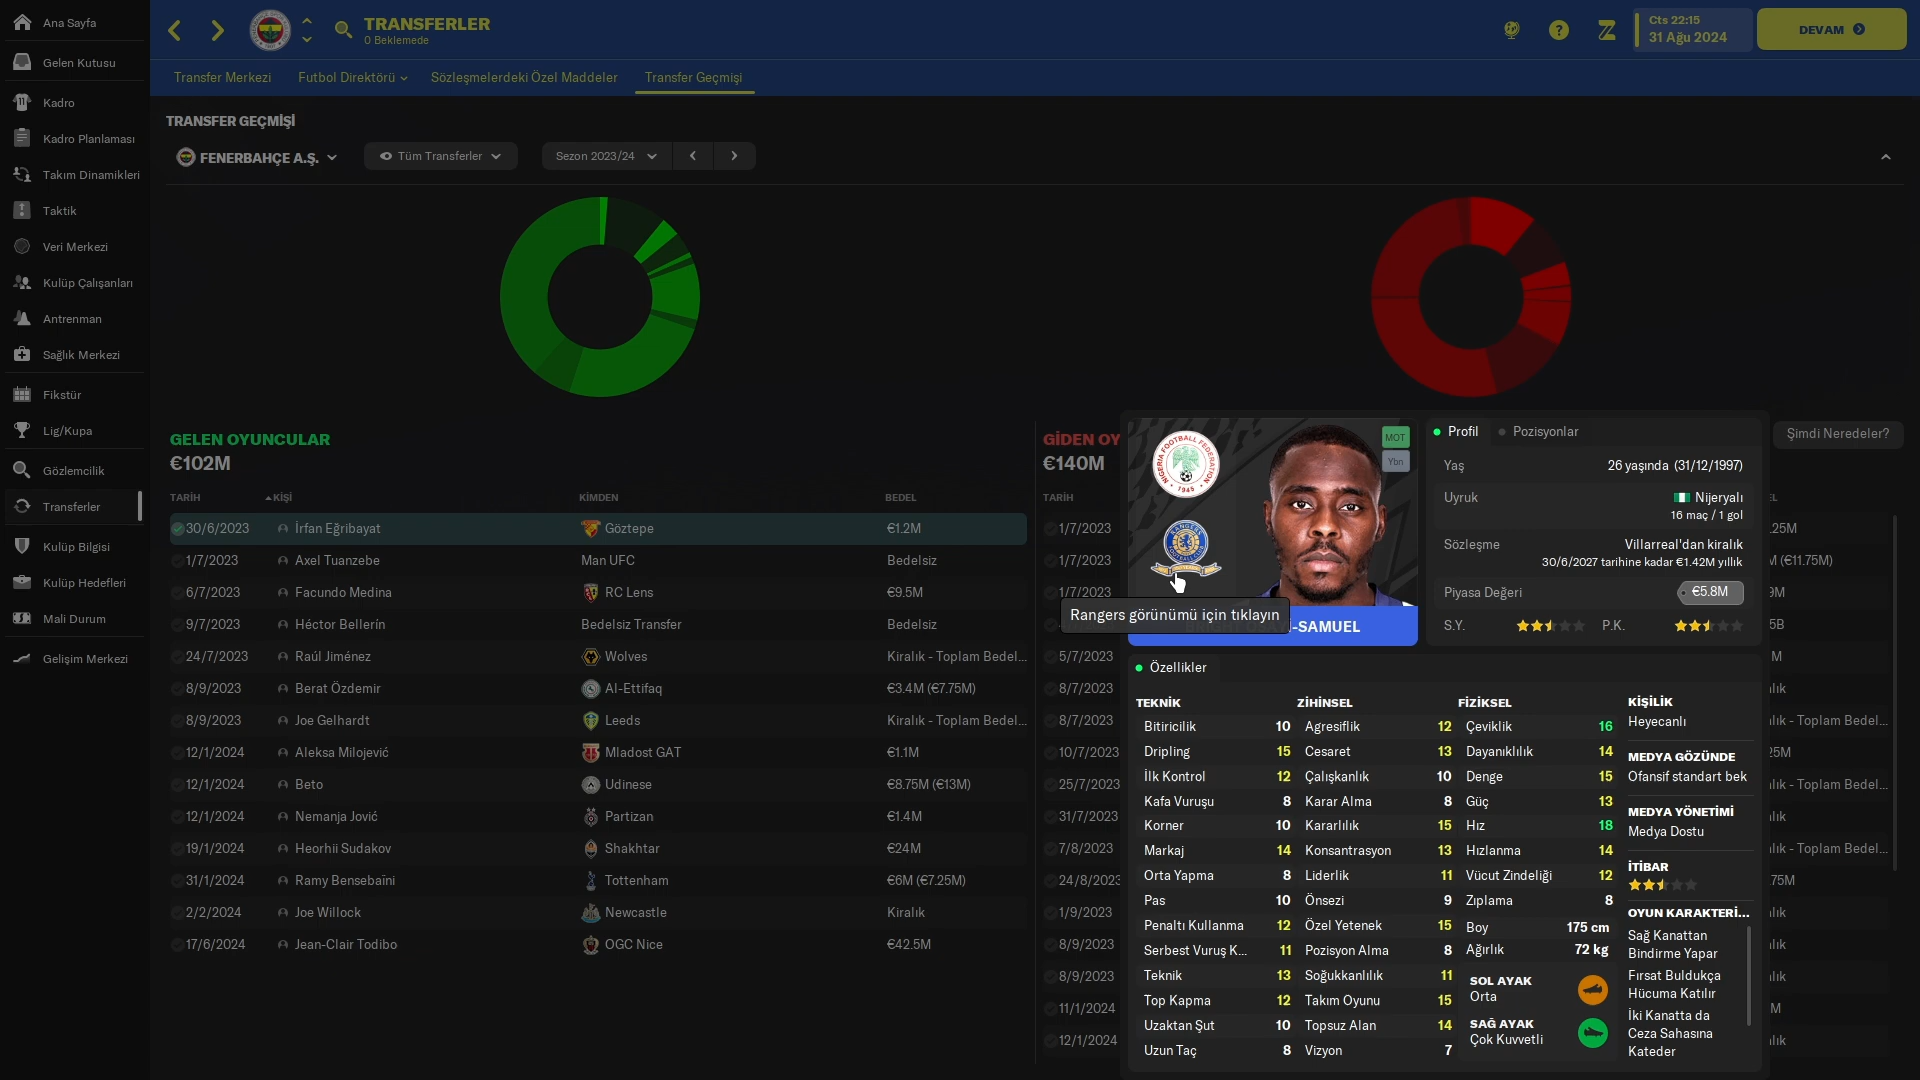 Ana Sayfa
Gelen Kutusu
Kadro
Kadro Planlaması
Takım Dinamikleri
Taktik
Veri Merkezi
Kulüp Çalışanları
Antrenman
Sağlık Merkezi
Fikstür
Lig/Kupa
Gözlemcilik
Transferler
Kulüp Bilgisi
Kulüp Hedefleri
Mali Durum
Gelişim Merkezi
TRANSFERLER
0 Beklemede
Cts 22:15
31 Ağu 2024
DEVAM
Transfer Merkezi
Futbol Direktörü
Sözleşmelerdeki Özel Maddeler
Transfer Geçmişi
TRANSFER GEÇMİŞİ
FENERBAHÇE A.Ş.
Tüm Transferler
Sezon 2023/24
GELEN OYUNCULAR
€102M
TARİH KİŞİ KİMDEN BEDEL
30/6/2023 İrfan Eğribayat Göztepe €1.2M
1/7/2023 Axel Tuanzebe Man UFC Bedelsiz
6/7/2023 Facundo Medina RC Lens €9.5M
9/7/2023 Héctor Bellerín Bedelsiz Transfer Bedelsiz
24/7/2023 Raúl Jiménez Wolves Kiralık - Toplam Bedel...
8/9/2023 Berat Özdemir Al-Ettifaq €3.4M (€7.75M)
8/9/2023 Joe Gelhardt Leeds Kiralık - Toplam Bedel...
12/1/2024 Aleksa Milojević Mladost GAT €1.1M
12/1/2024 Beto Udinese €8.75M (€13M)
12/1/2024 Nemanja Jović Partizan €1.4M
19/1/2024 Heorhii Sudakov Shakhtar €24M
31/1/2024 Ramy Bensebaïni Tottenham €6M (€7.25M)
2/2/2024 Joe Willock Newcastle Kiralık
17/6/2024 Jean-Clair Todibo OGC Nice €42.5M
GİDEN OY
€140M
TARİH
1/7/2023
1/7/2023
1/7/2023
5/7/2023
8/7/2023
8/7/2023
10/7/2023
25/7/2023
31/7/2023
7/8/2023
24/8/2023
1/9/2023
8/9/2023
8/9/2023
11/1/2024
12/1/2024
Şimdi Neredeler?
M (€11.75M)
lık - Toplam Bedel...
lık - Toplam Bedel...
lık - Toplam Bedel...
NIGERIA FOOTBALL FEDERATION
1945
MOT
Ybn
Rangers görünümü için tıklayın
-SAMUEL
Profil
Pozisyonlar
Yaş 26 yaşında (31/12/1997)
Uyruk Nijeryalı
16 maç / 1 gol
Sözleşme Villarreal'dan kiralık
30/6/2027 tarihine kadar €1.42M yıllık
Piyasa Değeri €5.8M
S.Y. P.K.
Özellikler
TEKNİK
Bitiricilik 10
Dripling 15
İlk Kontrol 12
Kafa Vuruşu 8
Korner 10
Markaj 14
Orta Yapma 8
Pas 10
Penaltı Kullanma 12
Serbest Vuruş K... 11
Teknik 13
Top Kapma 12
Uzaktan Şut 10
Uzun Taç 8
ZİHİNSEL
Agresiflik 12
Cesaret 13
Çalışkanlık 10
Karar Alma 8
Kararlılık 15
Konsantrasyon 13
Liderlik 11
Önsezi 9
Özel Yetenek 15
Pozisyon Alma 8
Soğukkanlılık 11
Takım Oyunu 15
Topsuz Alan 14
Vizyon 7
FİZİKSEL
Çeviklik 16
Dayanıklılık 14
Denge 15
Güç 13
Hız 18
Hızlanma 14
Vücut Zindeliği 12
Zıplama 8
Boy 175 cm
Ağırlık 72 kg
SOL AYAK
Orta
SAĞ AYAK
Çok Kuvvetli
KİŞİLİK
Heyecanlı
MEDYA GÖZÜNDE
Ofansif standart bek
MEDYA YÖNETİMİ
Medya Dostu
İTİBAR
OYUN KARAKTERİ...
Sağ Kanattan
Bindirme Yapar
Fırsat Buldukça
Hücuma Katılır
İki Kanatta da
Ceza Sahasına
Kateder